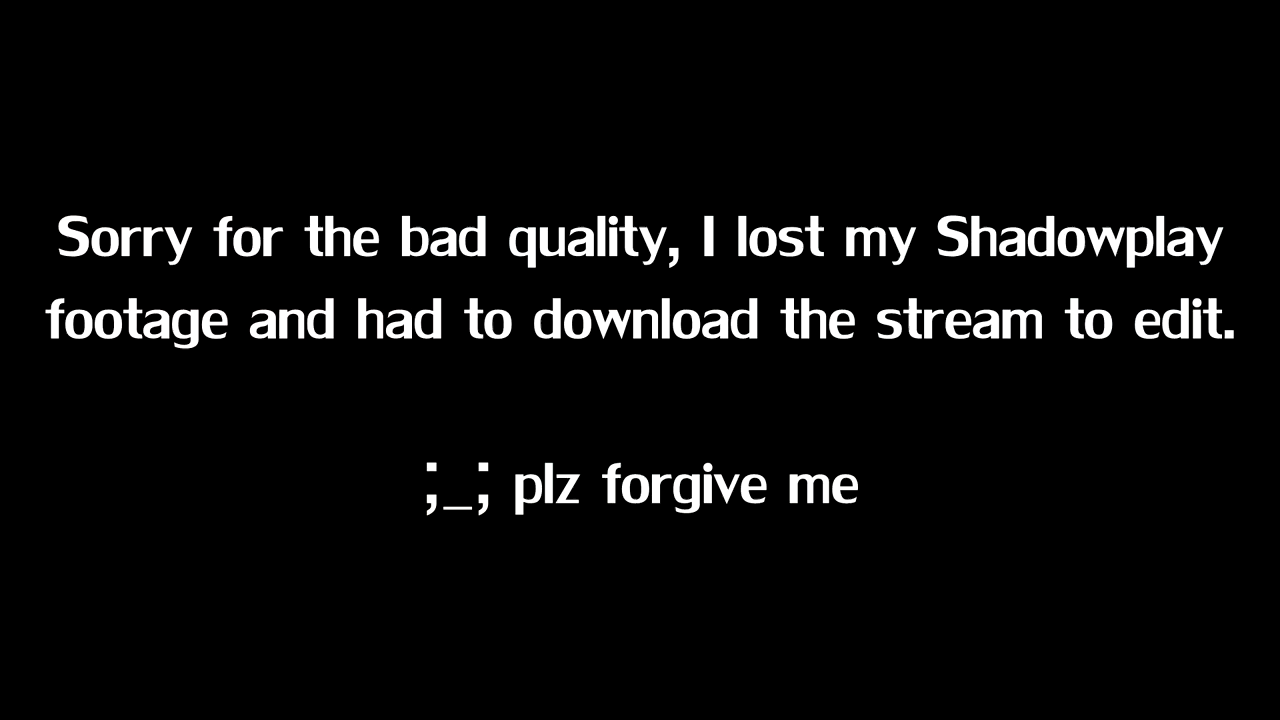 Sorry for the bad quality, I lost my Shadowplay
footage and had to download the stream to edit.
;_; plz forgive me